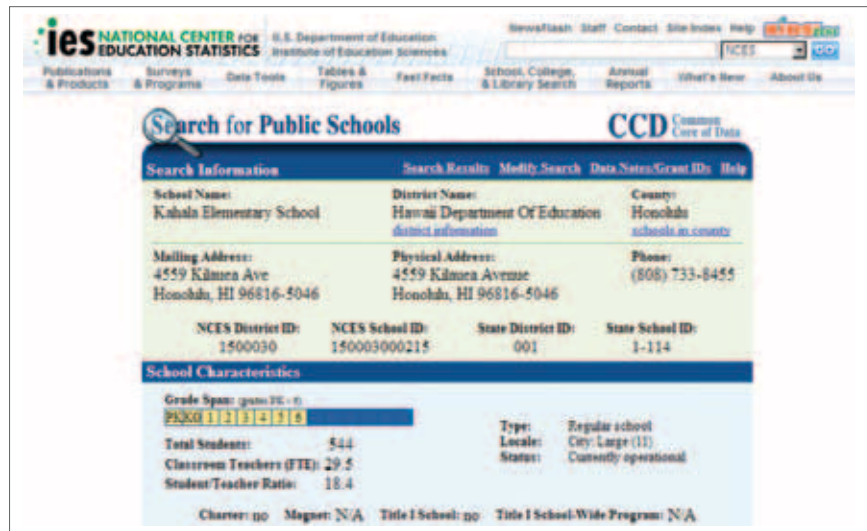 ies NATIONAL CENTER FOR EDUCATION STATISTICS
U.S. Department of Education
Institute of Education Sciences
NewsFlash Staff Contact Site Index Help
NCES GO
Publications & Products
Surveys & Programs
Data Tools
Tables & Figures
Fast Facts
School, College, & Library Search
Annual Reports
What's New
About Us
Search for Public Schools
CCD Common Core of Data
Search Information Search Results Modify Search Data Notes/Grant IDs Help
School Name: District Name: County:
Kahala Elementary School Hawaii Department Of Education Honolulu
district information schools in county
Mailing Address: Physical Address: Phone:
4559 Kilauea Ave 4559 Kilauea Avenue (808) 733-8455
Honolulu, HI 96816-5046 Honolulu, HI 96816-5046
NCES District ID: NCES School ID: State District ID: State School ID:
1500030 150003000215 001 1-114
School Characteristics
Grade Span:
PK KG 1 2 3 4 5 6
Type: Regular school
Total Students: 544
Locale: City: Large (11)
Classroom Teachers (FTE): 29.5
Status: Currently operational
Student/Teacher Ratio: 18.4
Charter: no Magnet: N/A Title I School: no Title I School-Wide Program: N/A